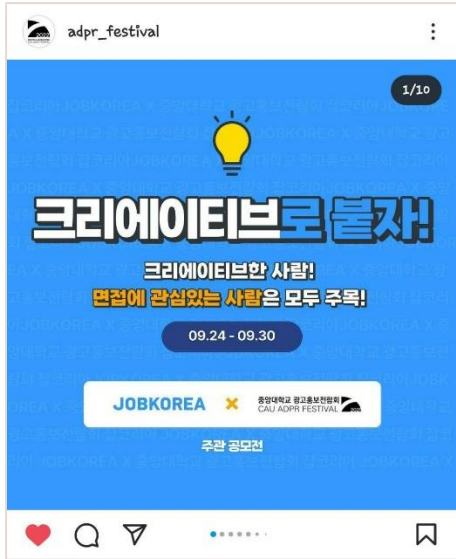 adpr_festival
1/10
크리에이티브로 붙자!
크리에이티브한 사람!
면접에 관심있는 사람은 모두 주목!
09.24 - 09.30
JOBKOREA × 중앙대학교 광고홍보전람회
CAU ADPR FESTIVAL
주관 공모전